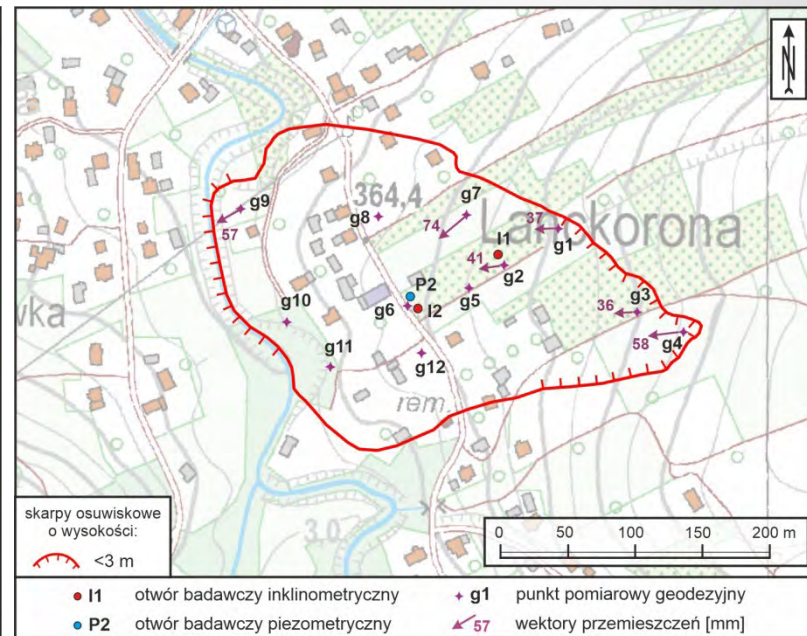 N
g9
57
364,4
g8
g7
74
Lanckorona
37
g1
I1
41
g2
P2
g5
g3
36
g6
I2
58
g4
wka
g10
g11
g12
rem.
3.0
skarpy osuwiskowe
o wysokości:
<3 m
0 50 100 150 200 m
I1 otwór badawczy inklinometryczny
g1 punkt pomiarowy geodezyjny
P2 otwór badawczy piezometryczny
57 wektory przemieszczeń [mm]